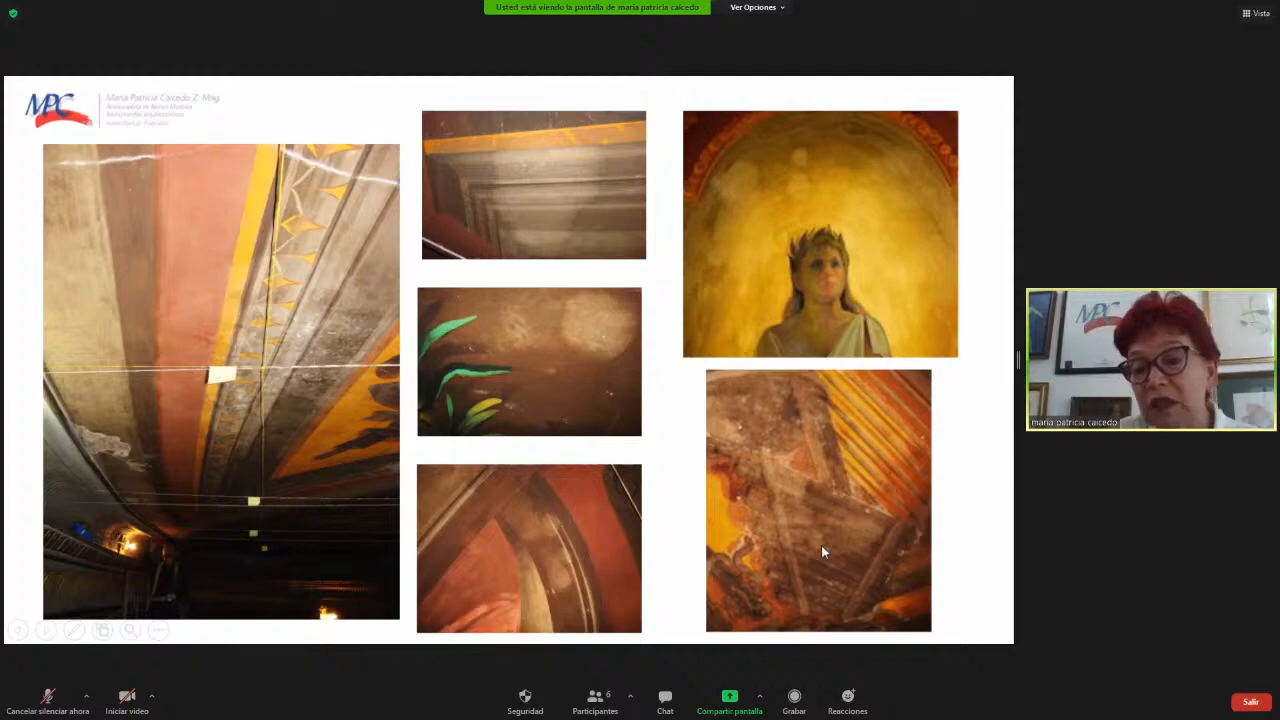 Usted está viendo la pantalla de maria patricia caicedo
Ver Opciones
Vista
MPC
Maria Patricia Caicedo Z. Mag
MPC
maria patricia caicedo
Cancelar silenciar ahora
Iniciar video
Seguridad
Participantes
6
Chat
Compartir pantalla
Grabar
Reacciones
Salir